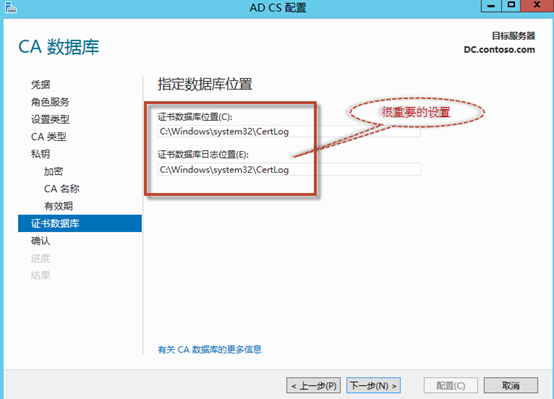 AD CS 配置
CA 数据库
目标服务器
DC.contoso.com
凭据
角色服务
设置类型
CA 类型
私钥
加密
CA 名称
有效期
证书数据库
确认
进度
结果
指定数据库位置
证书数据库位置(C):
C:\Windows\system32\CertLog
证书数据库日志位置(E):
C:\Windows\system32\CertLog
很重要的设置
有关 CA 数据库的更多信息
< 上一步(P)
下一步(N) >
配置(C)
取消